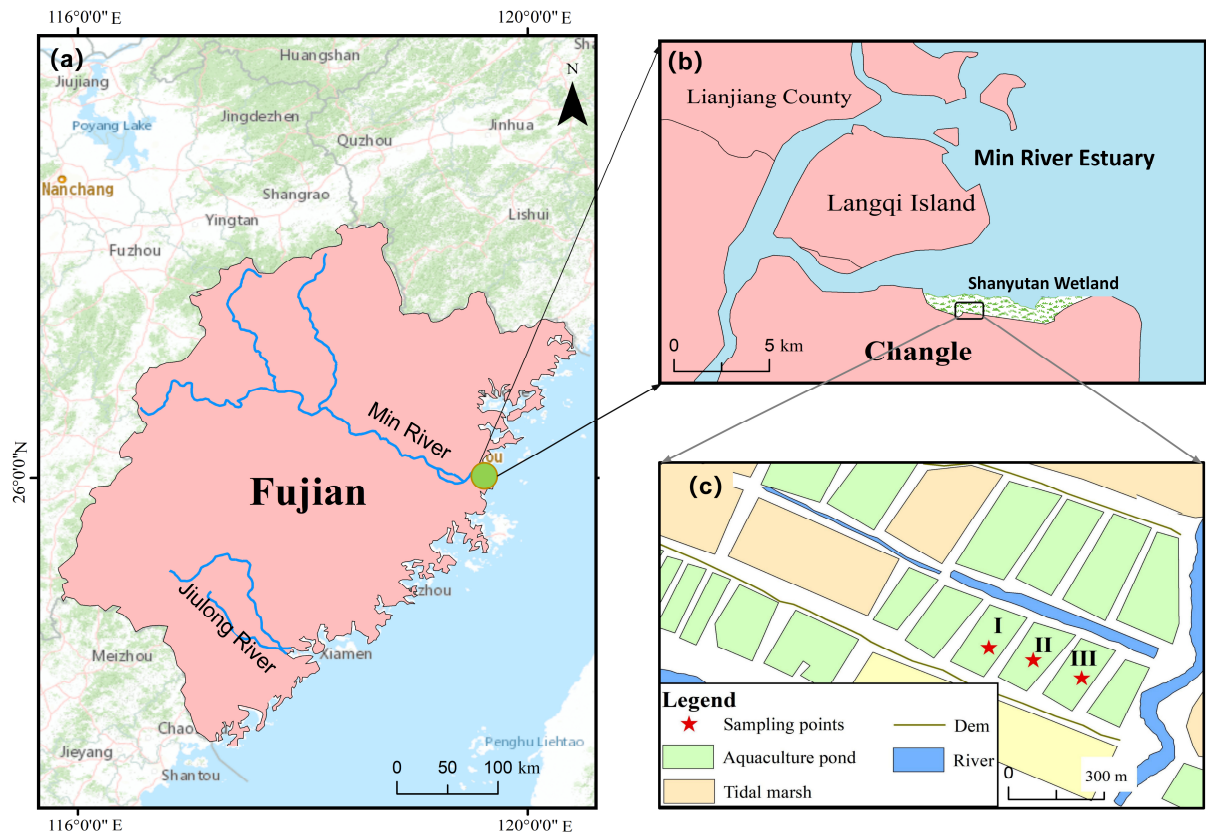 116°0'0" E
120°0'0" E
(a)
Huangshan
N
Jiujiang
Poyang Lake
Jingdezhen
Quzhou
Jinhua
Nanchang
Shangrao
Yingtan
Lishui
Fuzhou
Min River
Fujian
26°0'0"N
Jiulong River
Xiamen
Meizhou
Jieyang
Shantou
Penghu Liehtao
0 50 100 km
116°0'0" E
120°0'0" E
(b)
Lianjiang County
Min River Estuary
Langqi Island
Shanyutan Wetland
Changle
0 5 km
(c)
I
II
III
Legend
Sampling points
Dem
Aquaculture pond
River
Tidal marsh
0 300 m